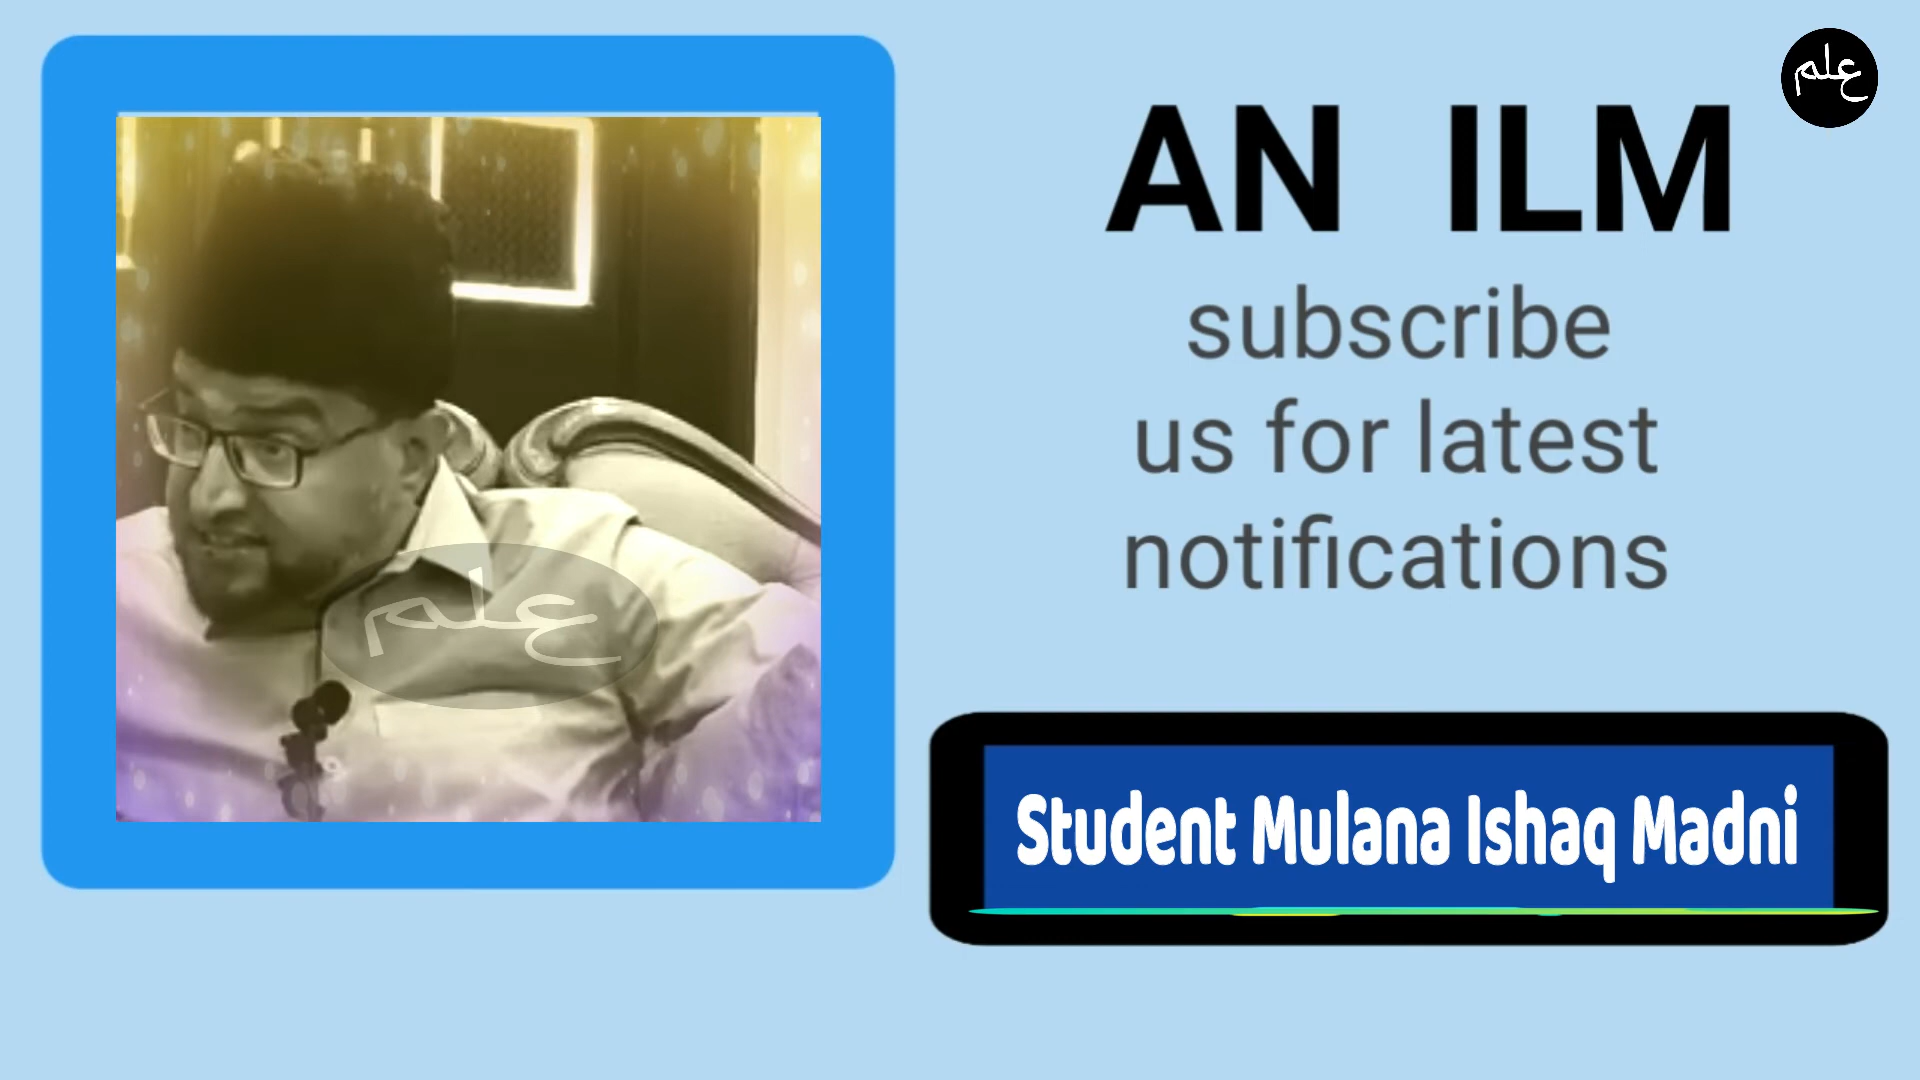 علم
AN ILM
subscribe
us for latest
notifications
علم
Student Mulana Ishaq Madni